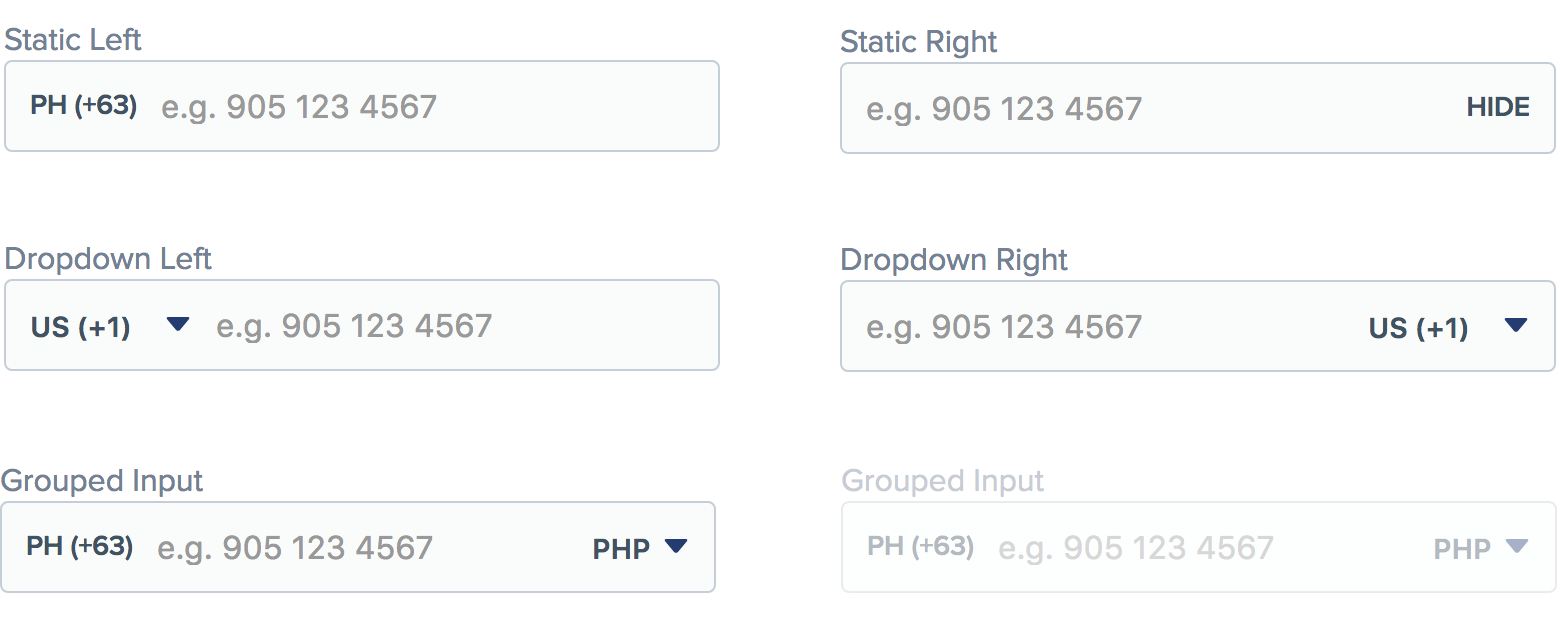 Static Left
PH (+63) e.g. 905 123 4567
Static Right
e.g. 905 123 4567 HIDE
Dropdown Left
US (+1) e.g. 905 123 4567
Dropdown Right
e.g. 905 123 4567 US (+1)
Grouped Input
PH (+63) e.g. 905 123 4567 PHP
Grouped Input
PH (+63) e.g. 905 123 4567 PHP